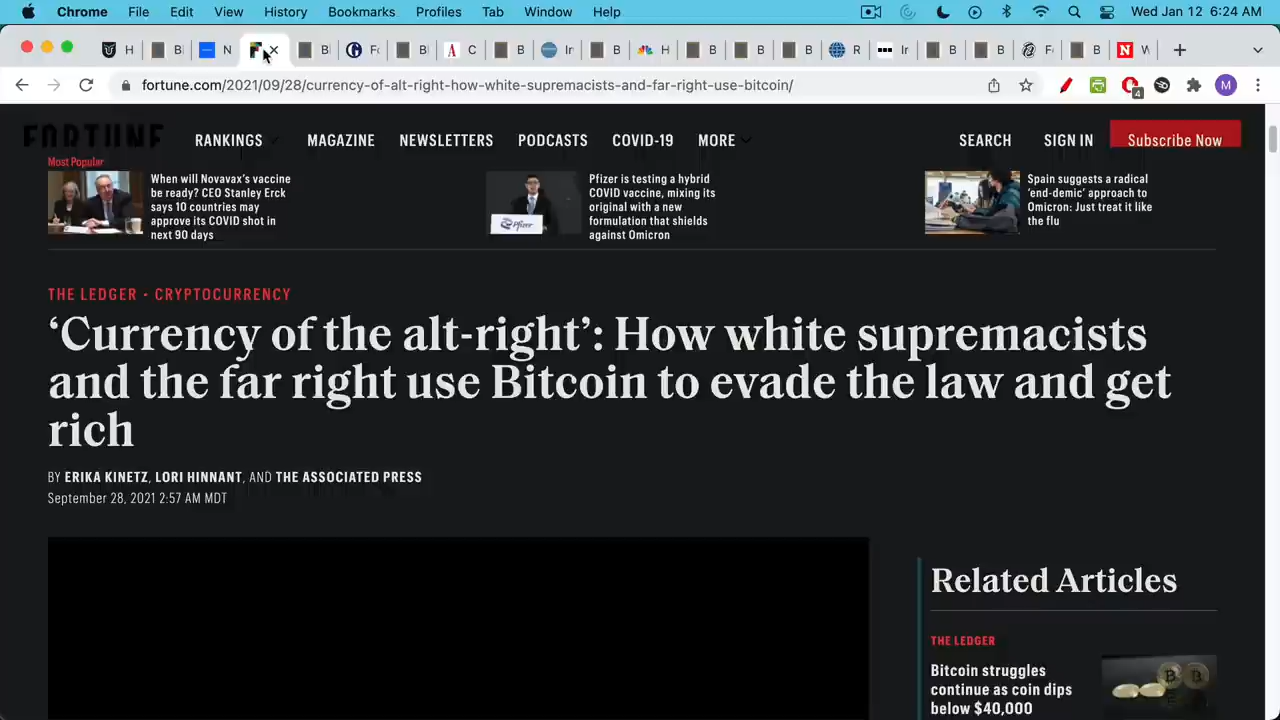 Chrome File Edit View History Bookmarks Profiles Tab Window Help Wed Jan 12 6:24 AM
H B N B F B C B I B H B B B R I B B F B N W
fortune.com/2021/09/28/currency-of-alt-right-how-white-supremacists-and-far-right-use-bitcoin/ 4 M
FORTUNE RANKINGS MAGAZINE NEWSLETTERS PODCASTS COVID-19 MORE SEARCH SIGN IN Subscribe Now
Most Popular
When will Novavax's vaccine
be ready? CEO Stanley Erck
says 10 countries may
approve its COVID shot in
next 90 days
Pfizer
Pfizer is testing a hybrid
COVID vaccine, mixing its
original with a new
formulation that shields
against Omicron
Spain suggests a radical
'end-demic' approach to
Omicron: Just treat it like
the flu
THE LEDGER - CRYPTOCURRENCY
‘Currency of the alt-right’: How white supremacists
and the far right use Bitcoin to evade the law and get
rich
BY ERIKA KINETZ, LORI HINNANT, AND THE ASSOCIATED PRESS
September 28, 2021 2:57 AM MDT
Related Articles
THE LEDGER
Bitcoin struggles
continue as coin dips
below $40,000